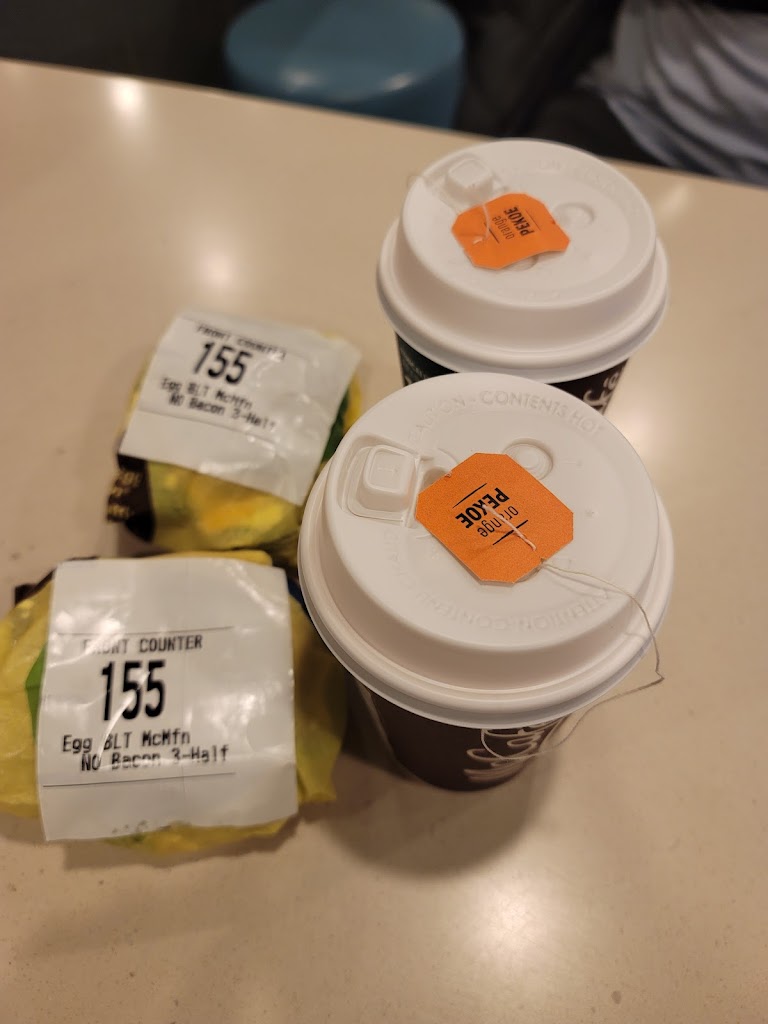 FRONT COUNTER
155
Egg BLT McMfn
NO Bacon 3-Half
FRONT COUNTER
155
Egg BLT McMfn
NO Bacon 3-Half
orange
PEKOE
CAUTION - CONTENTS HOT
orange
PEKOE